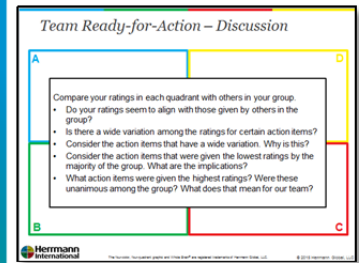 Team Ready-for-Action – Discussion
A
D
Compare your ratings in each quadrant with others in your group.
• Do your ratings seem to align with those given by others in the
group?
• Is there a wide variation among the ratings for certain action items?
• Consider the action items that have a wide variation. Why is this?
• Consider the action items that were given the lowest ratings by the
majority of the group. What are the implications?
• What action items were given the highest ratings? Were these
unanimous among the group? What does that mean for our team?
B
C
Herrmann
International